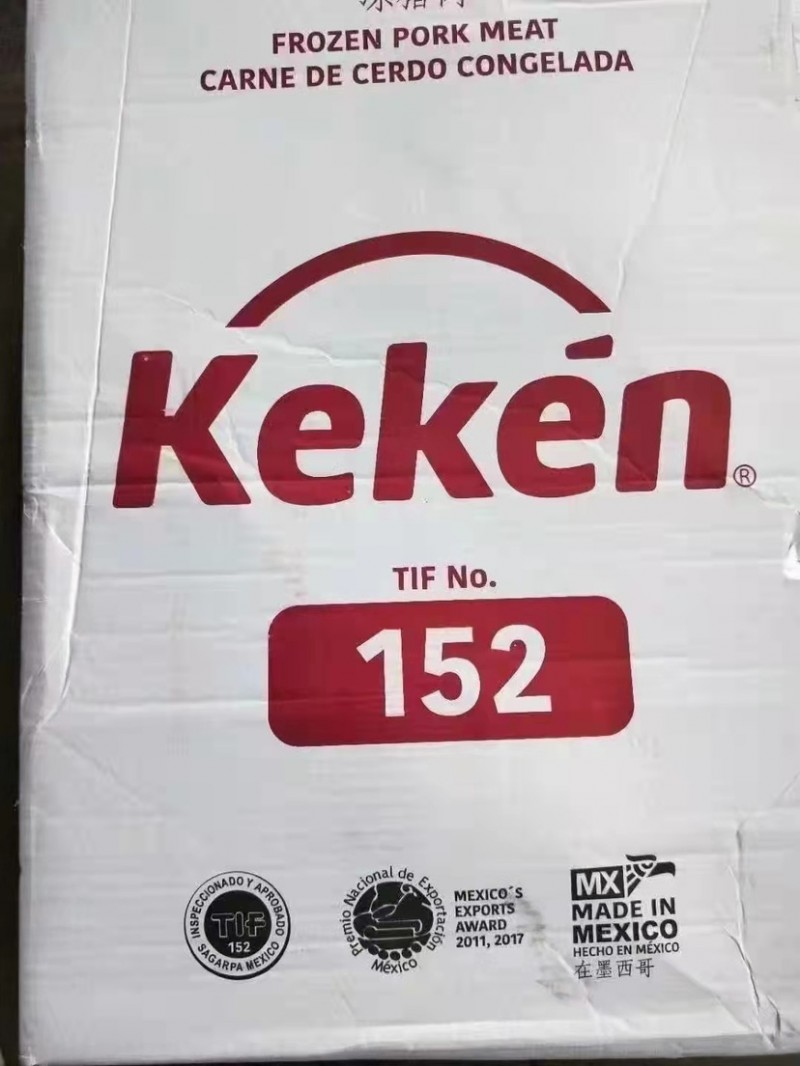 FROZEN PORK MEAT
CARNE DE CERDO CONGELADA
Kekén®
TIF No.
152
INSPECCIONADO Y APROBADO
TIF
152
SAGARPA MEXICO
Premio Nacional de Exportación
México
MEXICO´S
EXPORTS
AWARD
2011, 2017
MX
MADE IN
MEXICO
HECHO EN MÉXICO
在墨西哥